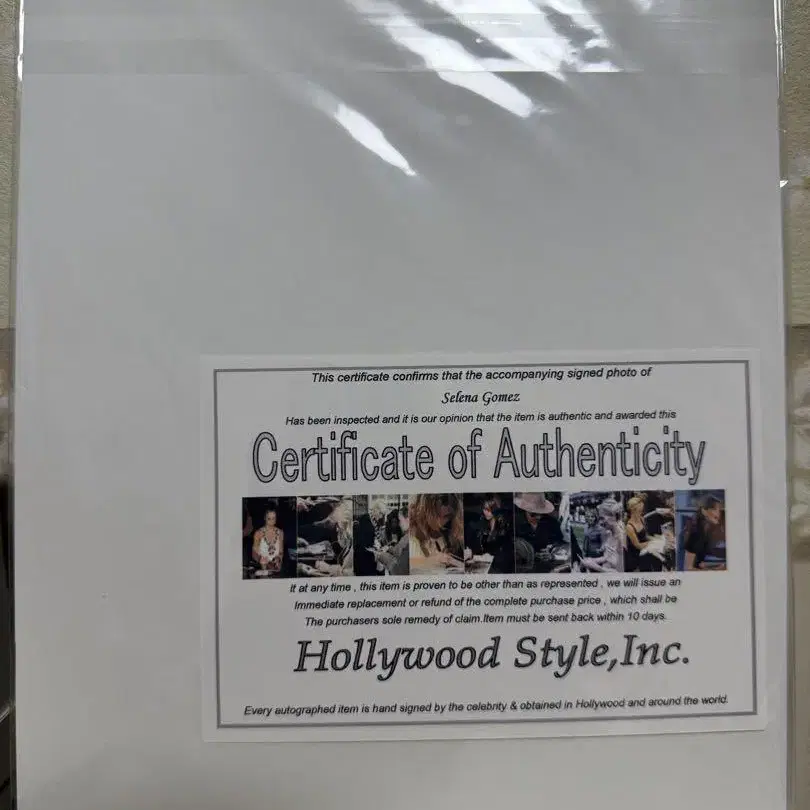 This certificate confirms that the accompanying signed photo of
Selena Gomez
Has been inspected and it is our opinion that the item is authentic and awarded this
Certificate of Authenticity
If at any time , this item is proven to be other than as represented , we will issue an
Immediate replacement or refund of the complete purchase price , which shall be
The purchasers sole remedy of claim.Item must be sent back within 10 days.
Hollywood Style,Inc.
Every autographed item is hand signed by the celebrity & obtained in Hollywood and around the world.